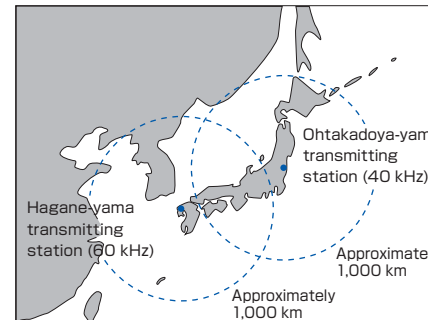 Ohtakadoya-yam
transmitting
station (40 kHz)
Hagane-yama
transmitting
station (60 kHz)
Approximate
1,000 km
Approximately
1,000 km